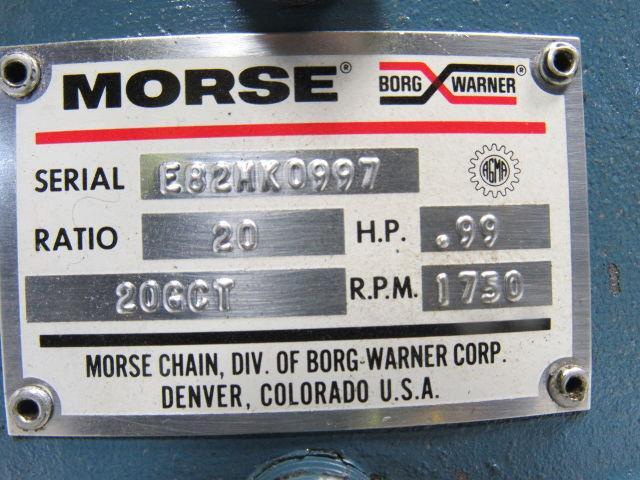 MORSE® BORG WARNER®
SERIAL E82MK0997 AGMA
RATIO 20 H.P. .99
20GCT R.P.M. 1750
MORSE CHAIN, DIV. OF BORG-WARNER CORP.
DENVER, COLORADO U.S.A.